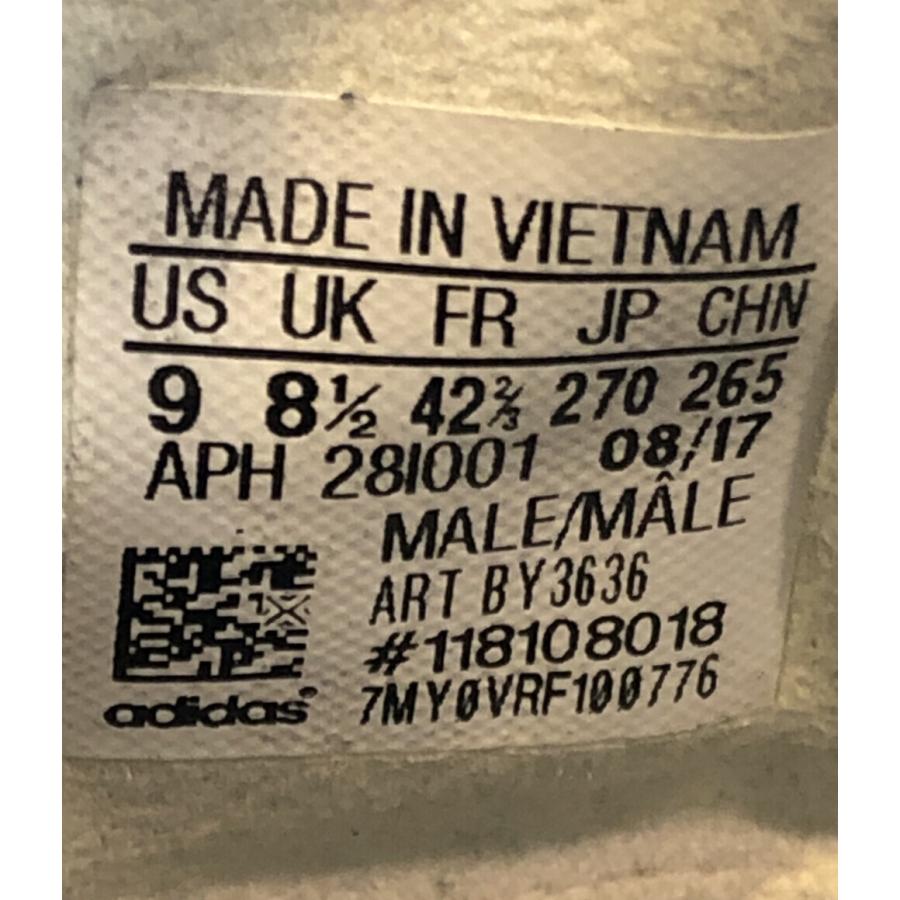 MADE IN VIETNAM
US UK FR JP CHN
9 8½ 42⅔ 270 265
APH 28I001 08/17
MALE/MÂLE
ART BY3636
#118108018
7MY0VRF100776
adidas®